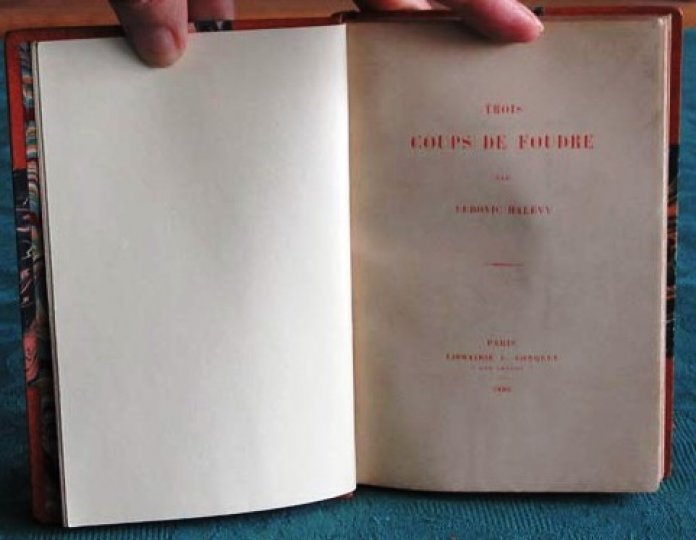 TROIS
COUPS DE FOUDRE
PAR
LUDOVIC HALÉVY
PARIS
LIBRAIRIE L. CONQUET